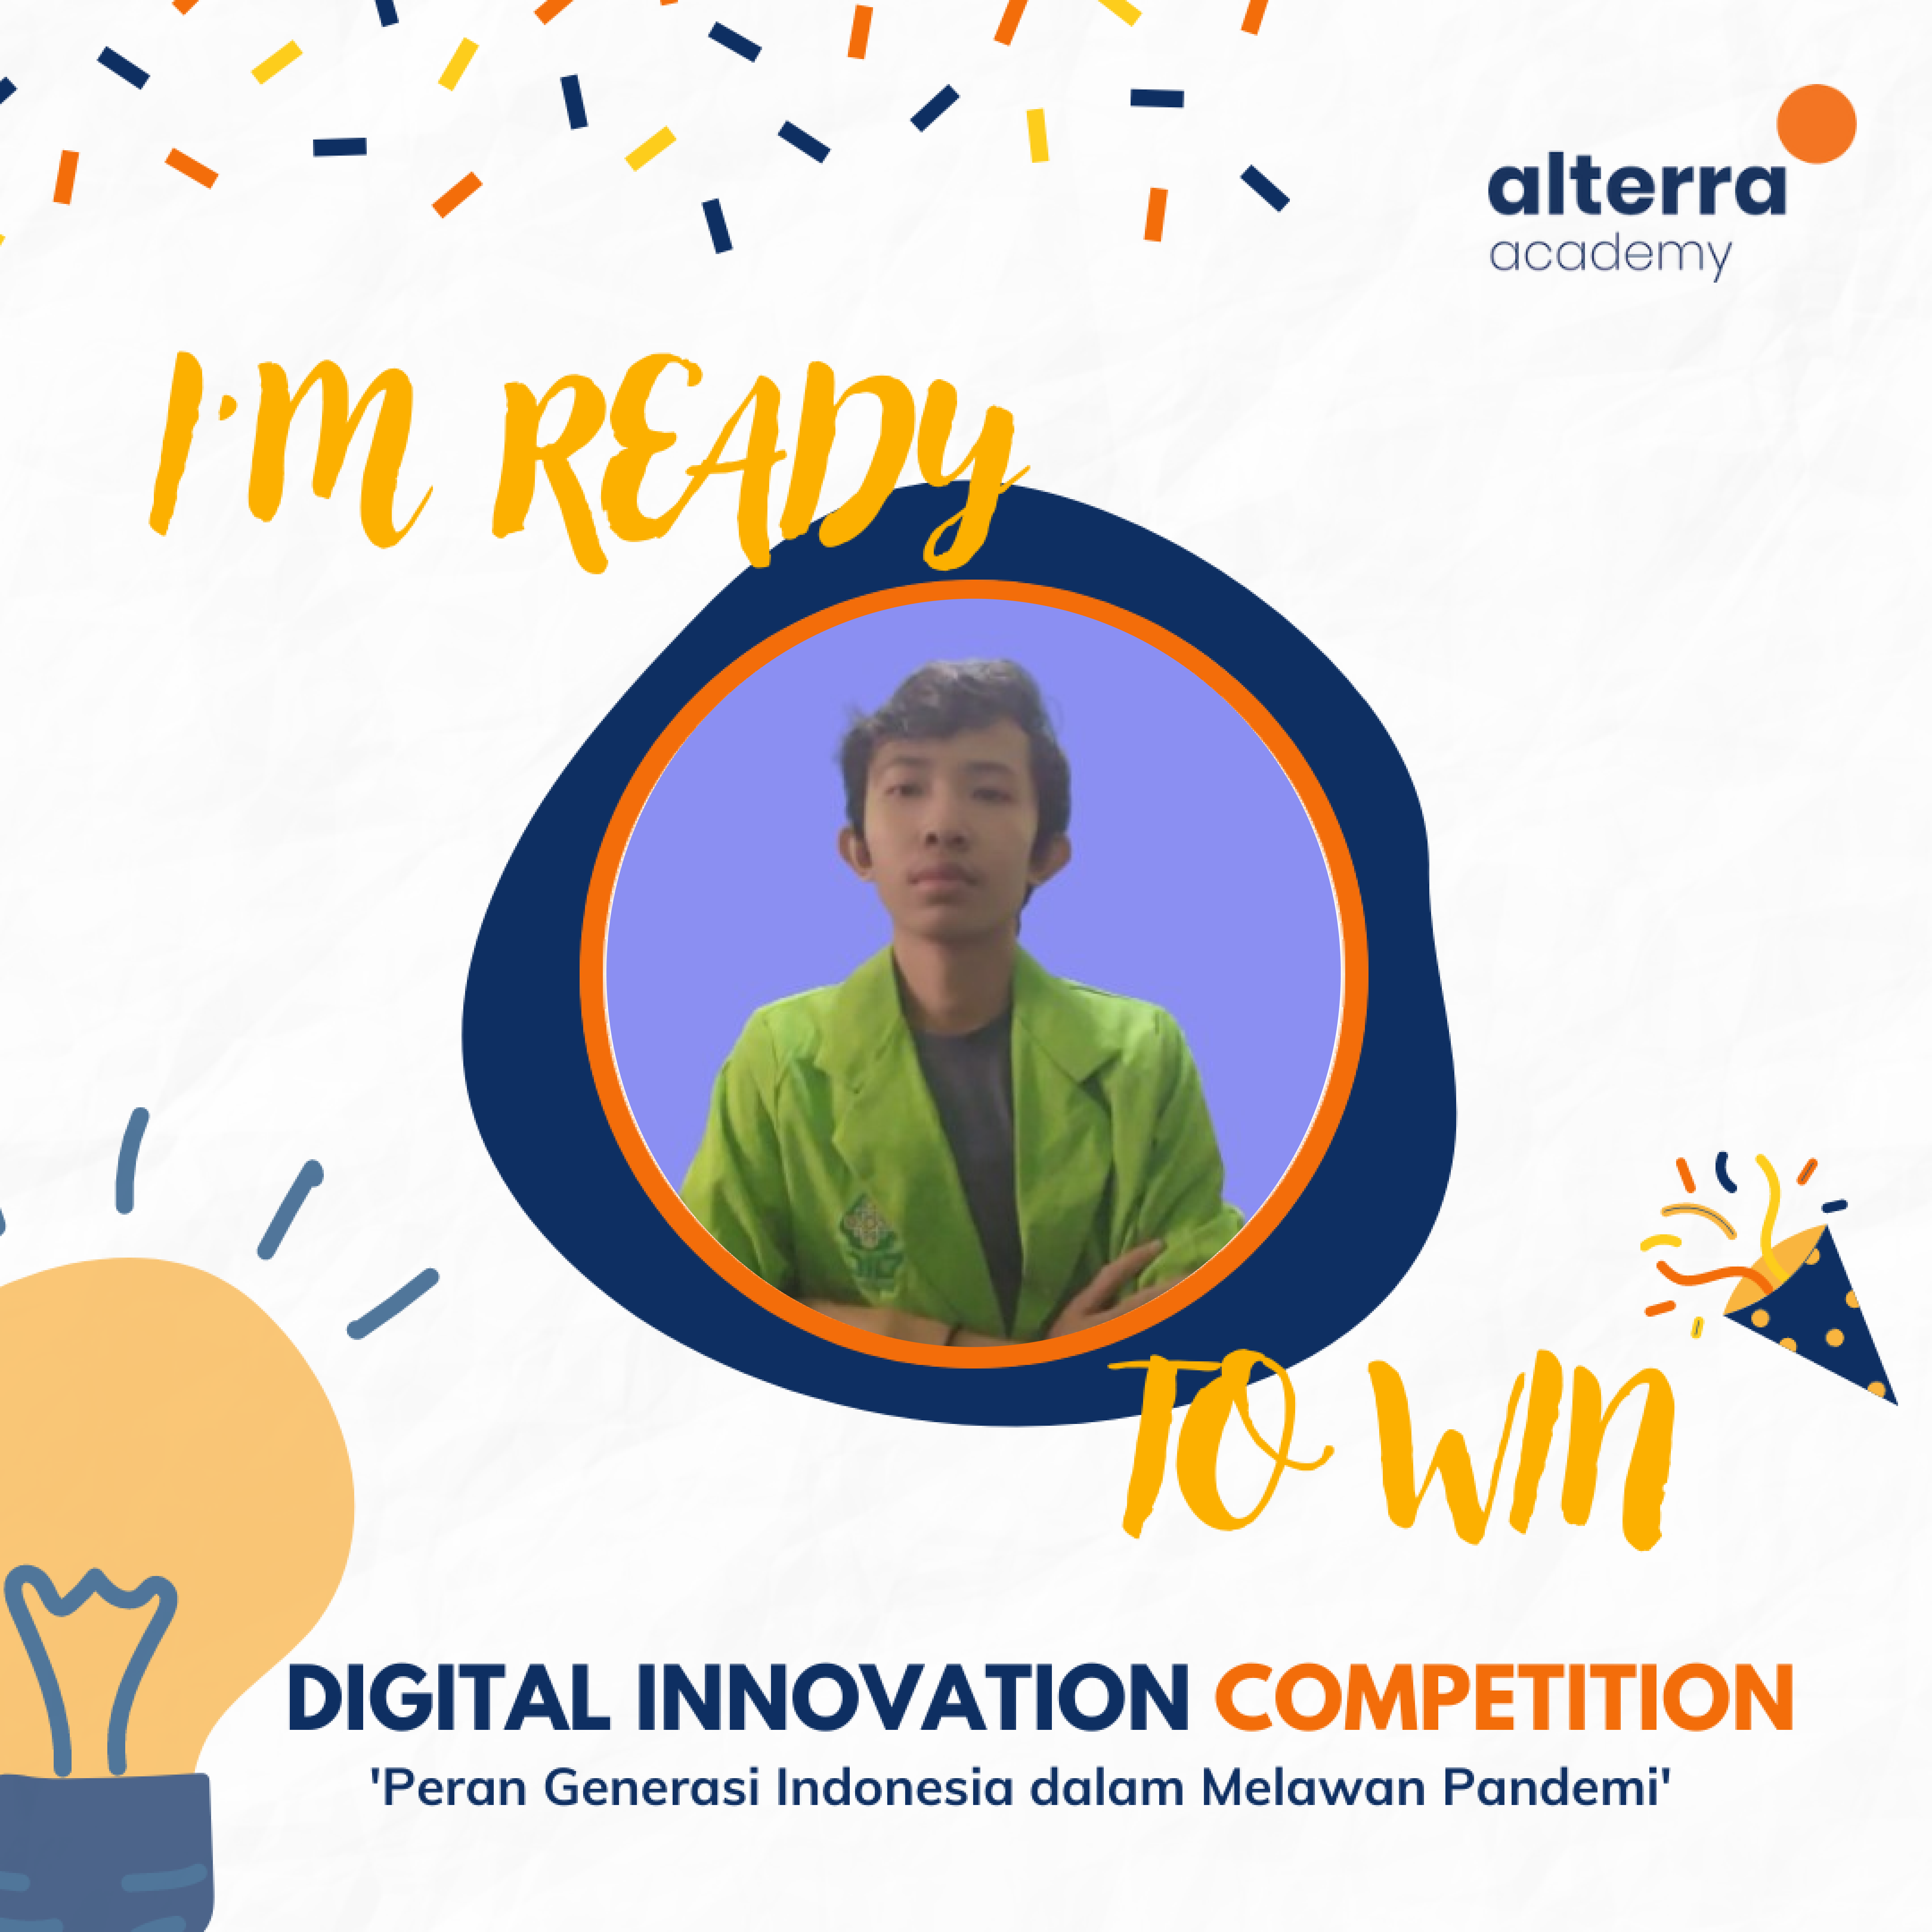 alterra
academy
I'M READY
TO WIN
DIGITAL INNOVATION COMPETITION
'Peran Generasi Indonesia dalam Melawan Pandemi'